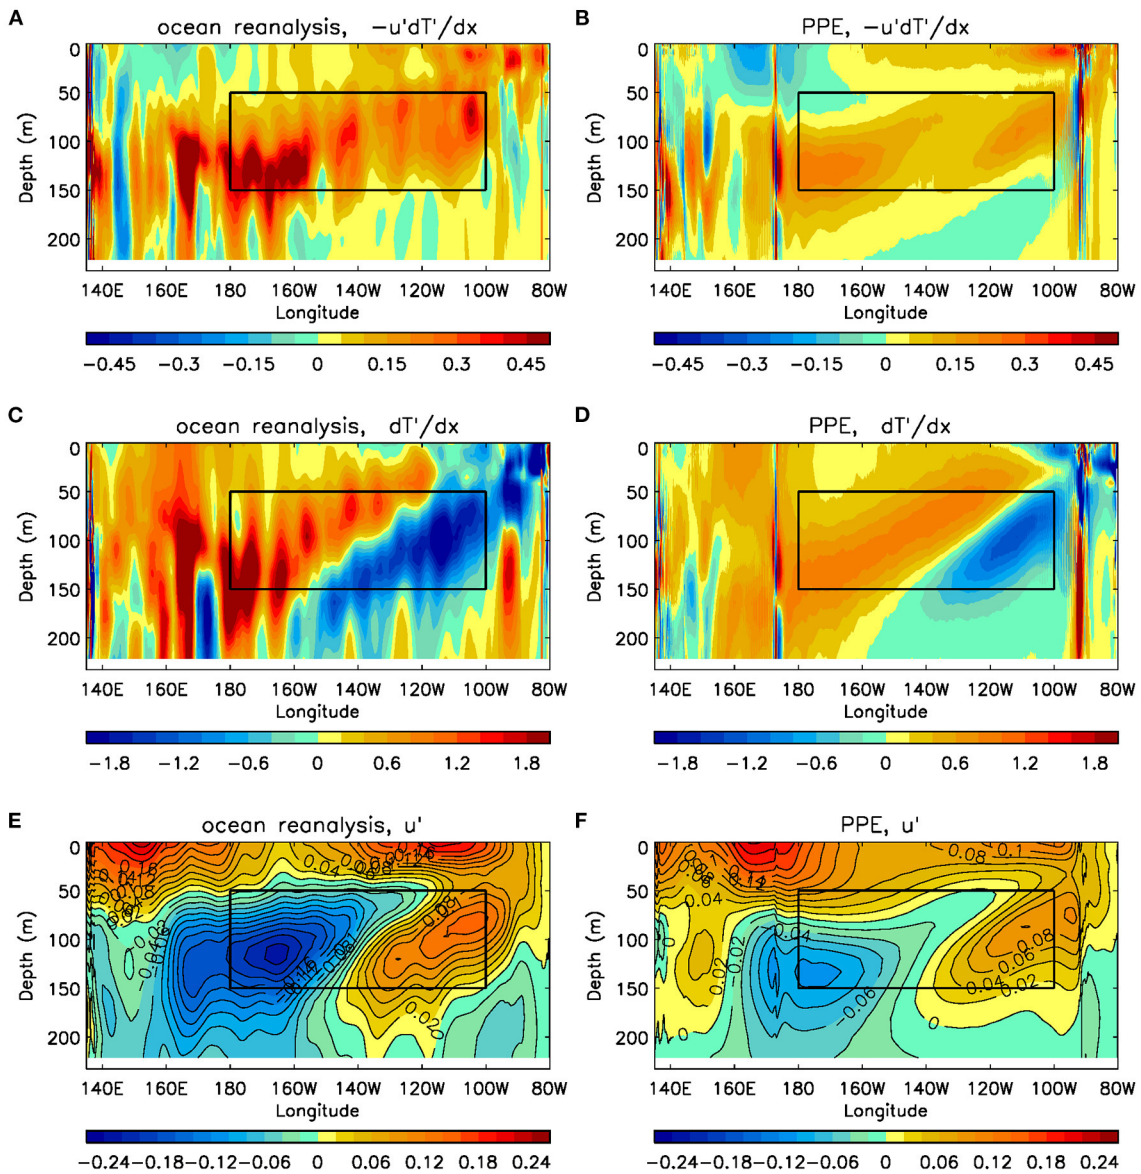 A
ocean reanalysis, −u'dT'/dx
0
50
100
150
200
Depth (m)
140E 160E 180 160W 140W 120W 100W 80W
Longitude
−0.45 −0.3 −0.15 0 0.15 0.3 0.45
B
PPE, −u'dT'/dx
0
50
100
150
200
Depth (m)
140E 160E 180 160W 140W 120W 100W 80W
Longitude
−0.45 −0.3 −0.15 0 0.15 0.3 0.45
C
ocean reanalysis, dT'/dx
0
50
100
150
200
Depth (m)
140E 160E 180 160W 140W 120W 100W 80W
Longitude
−1.8 −1.2 −0.6 0 0.6 1.2 1.8
D
PPE, dT'/dx
0
50
100
150
200
Depth (m)
140E 160E 180 160W 140W 120W 100W 80W
Longitude
−1.8 −1.2 −0.6 0 0.6 1.2 1.8
E
ocean reanalysis, u'
0
50
100
150
200
Depth (m)
0.04
0.08
0.02
140E 160E 180 160W 140W 120W 100W 80W
Longitude
−0.24 −0.18 −0.12 −0.06 0 0.06 0.12 0.18 0.24
F
PPE, u'
0
50
100
150
200
Depth (m)
0.08
0.1
0.12
0.04
−0.04
−0.02
0.02
−0.06
0.08
0.06
0.04
0.02
0
0
140E 160E 180 160W 140W 120W 100W 80W
Longitude
−0.24 −0.18 −0.12 −0.06 0 0.06 0.12 0.18 0.24